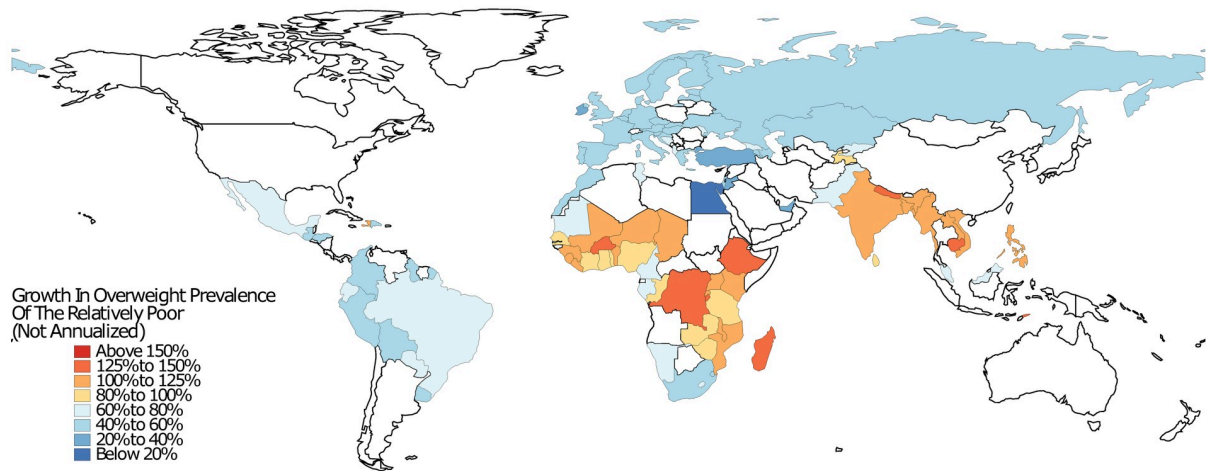 Growth In Overweight Prevalence
Of The Relatively Poor
(Not Annualized)
Above 150%
125%to 150%
100%to 125%
80%to 100%
60%to 80%
40%to 60%
20%to 40%
Below 20%